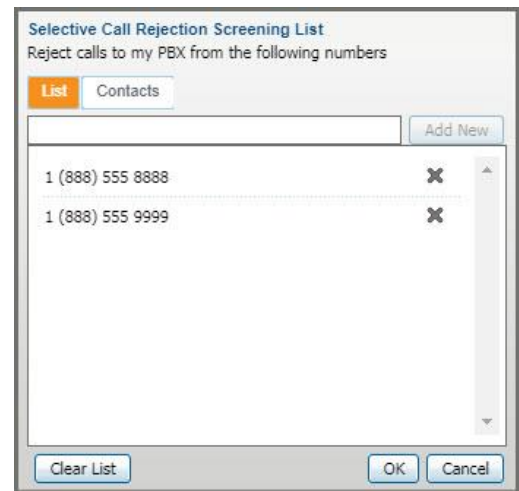 Selective Call Rejection Screening List
Reject calls to my PBX from the following numbers
List Contacts
Add New
1 (888) 555 8888
1 (888) 555 9999
Clear List OK Cancel